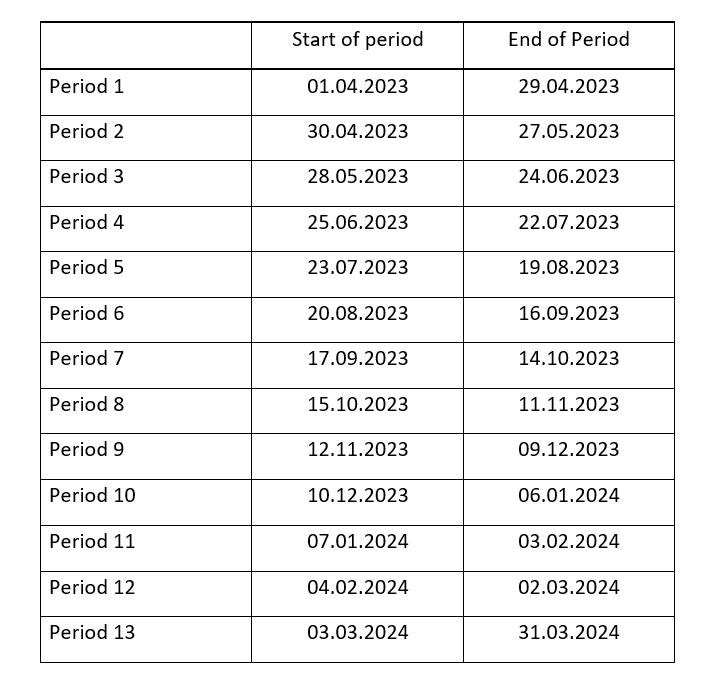 Start of period End of Period
Period 1 01.04.2023 29.04.2023
Period 2 30.04.2023 27.05.2023
Period 3 28.05.2023 24.06.2023
Period 4 25.06.2023 22.07.2023
Period 5 23.07.2023 19.08.2023
Period 6 20.08.2023 16.09.2023
Period 7 17.09.2023 14.10.2023
Period 8 15.10.2023 11.11.2023
Period 9 12.11.2023 09.12.2023
Period 10 10.12.2023 06.01.2024
Period 11 07.01.2024 03.02.2024
Period 12 04.02.2024 02.03.2024
Period 13 03.03.2024 31.03.2024